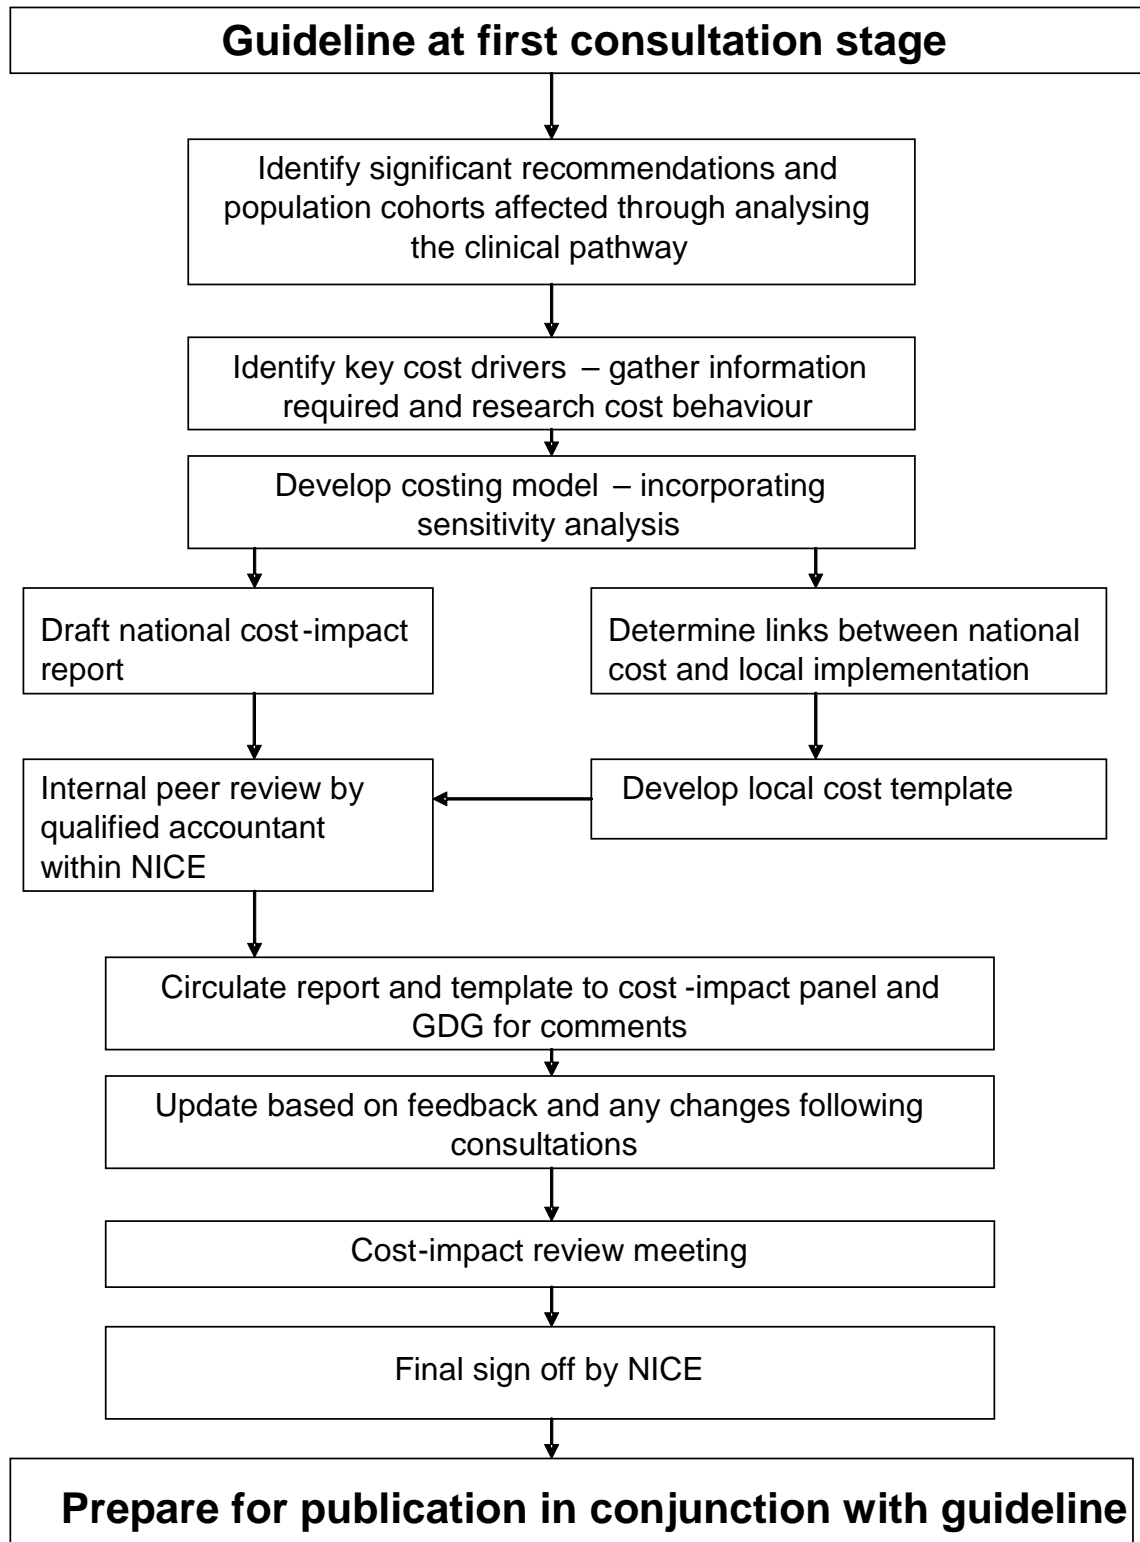 Guideline at first consultation stage
Identify significant recommendations and
population cohorts affected through analysing
the clinical pathway
Identify key cost drivers – gather information
required and research cost behaviour
Develop costing model – incorporating
sensitivity analysis
Draft national cost-impact
report
Determine links between national
cost and local implementation
Internal peer review by
qualified accountant
within NICE
Develop local cost template
Circulate report and template to cost-impact panel and
GDG for comments
Update based on feedback and any changes following
consultations
Cost-impact review meeting
Final sign off by NICE
Prepare for publication in conjunction with guideline